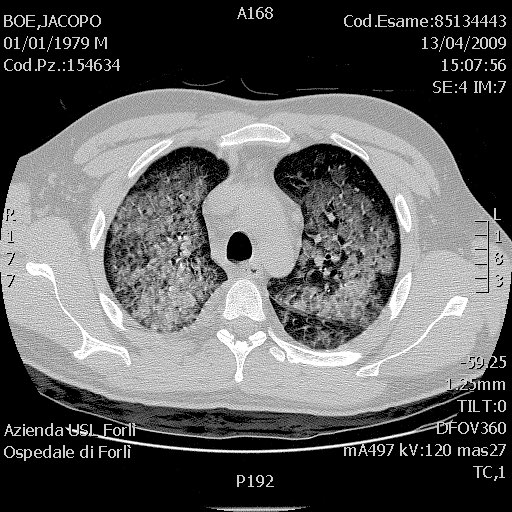 BOE,JACOPO
01/01/1979 M
Cod.Pz.:154634
A168
Cod.Esame:85134443
13/04/2009
15:07:56
SE:4 IM:7
R
1
7
7
L
1
8
3
-59.25
1.25mm
TILT:0
DFOV360
mA497 kV:120 mas27
TC,1
Azienda USL Forlì
Ospedale di Forlì
P192